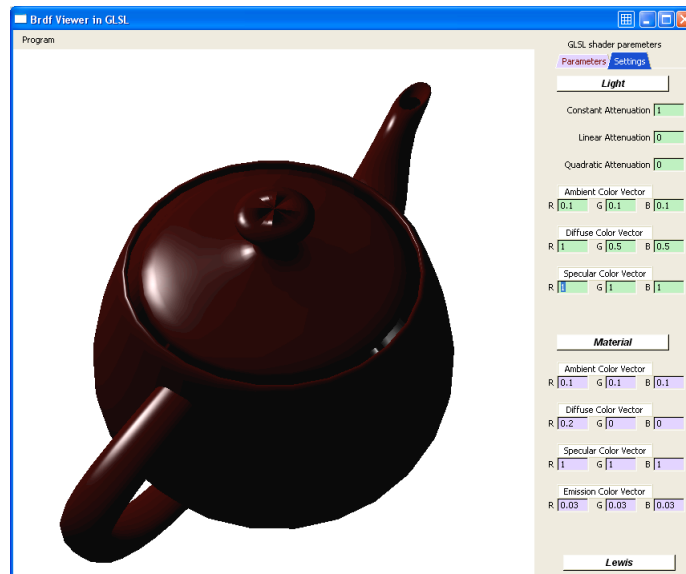 Brdf Viewer in GLSL
Program
GLSL shader paremeters
Parameters Settings
Light
Constant Attenuation 1
Linear Attenuation 0
Quadratic Attenuation 0
Ambient Color Vector
R 0.1 G 0.1 B 0.1
Diffuse Color Vector
R 1 G 0.5 B 0.5
Specular Color Vector
R 1 G 1 B 1
Material
Ambient Color Vector
R 0.1 G 0.1 B 0.1
Diffuse Color Vector
R 0.2 G 0 B 0
Specular Color Vector
R 1 G 1 B 1
Emission Color Vector
R 0.03 G 0.03 B 0.03
Lewis